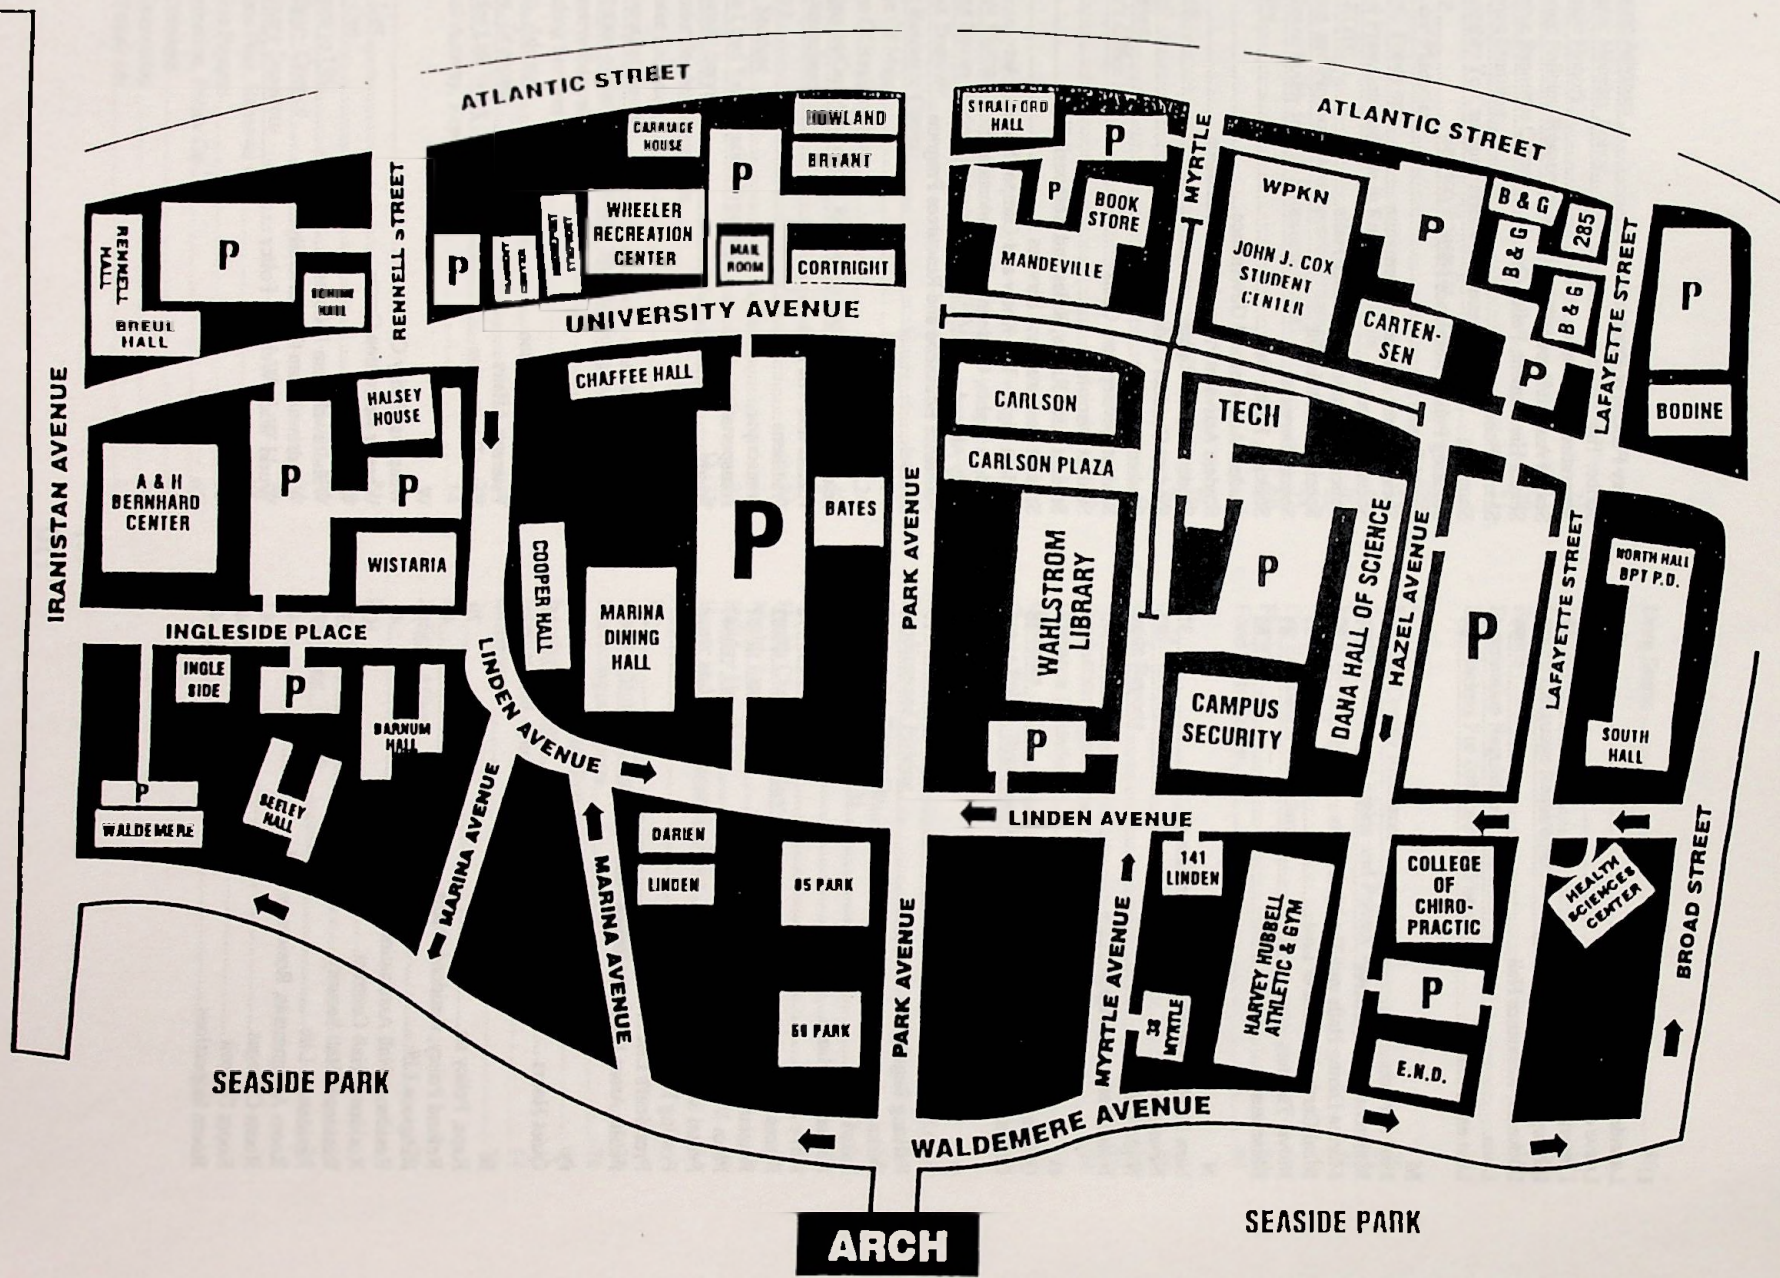 ATLANTIC STREET
ATLANTIC STREET
RENNELL
HALL
BREUL
HALL
P
SCHINE
HALL
RENNELL STREET
P
CARRIAGE
HOUSE
WHEELER
RECREATION
CENTER
P
HOWLAND
BRYANT
MAIL
ROOM
CORTRIGHT
STRATFORD
HALL
P
P
BOOK
STORE
MANDEVILLE
MYRTLE
WPKN
JOHN J. COX
STUDENT
CENTER
P
CARTEN-
SEN
B & G
B & G
B & G
285
P
LAFAYETTE STREET
P
BODINE
UNIVERSITY AVENUE
IRANISTAN AVENUE
A & H
BERNHARD
CENTER
P
HALSEY
HOUSE
P
WISTARIA
CHAFFEE HALL
COOPER HALL
MARINA
DINING
HALL
P
BATES
PARK AVENUE
CARLSON
CARLSON PLAZA
WAHLSTROM
LIBRARY
P
TECH
P
DANA HALL OF SCIENCE
CAMPUS
SECURITY
HAZEL AVENUE
P
LAFAYETTE STREET
NORTH HALL
BPT P.D.
SOUTH
HALL
INGLESIDE PLACE
INGLE
SIDE
P
BARNUM
HALL
SEELEY
HALL
P
WALDEMERE
LINDEN AVENUE
MARINA AVENUE
MARINA AVENUE
DARIEN
LINDEN
85 PARK
PARK AVENUE
LINDEN AVENUE
MYRTLE AVENUE
141
LINDEN
38
MYRTLE
HARVEY HUBBELL
ATHLETIC & GYM
COLLEGE
OF
CHIRO-
PRACTIC
P
E.N.D.
HEALTH
SCIENCES
CENTER
BROAD STREET
WALDEMERE AVENUE
SEASIDE PARK
SEASIDE PARK
ARCH